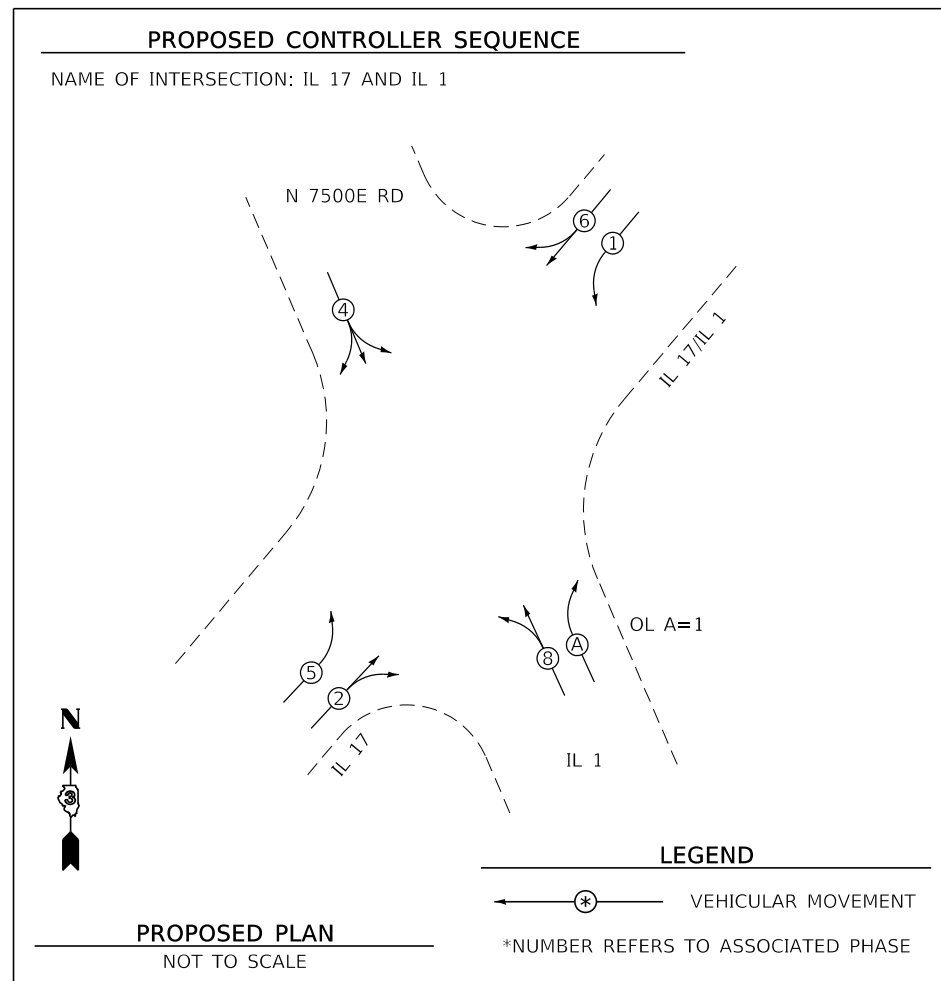 PROPOSED CONTROLLER SEQUENCE
NAME OF INTERSECTION: IL 17 AND IL 1
N 7500E RD
6
1
4
IL 17/IL 1
OL A=1
5
2
8
A
IL 17
IL 1
N
3
LEGEND
* VEHICULAR MOVEMENT
*NUMBER REFERS TO ASSOCIATED PHASE
PROPOSED PLAN
NOT TO SCALE